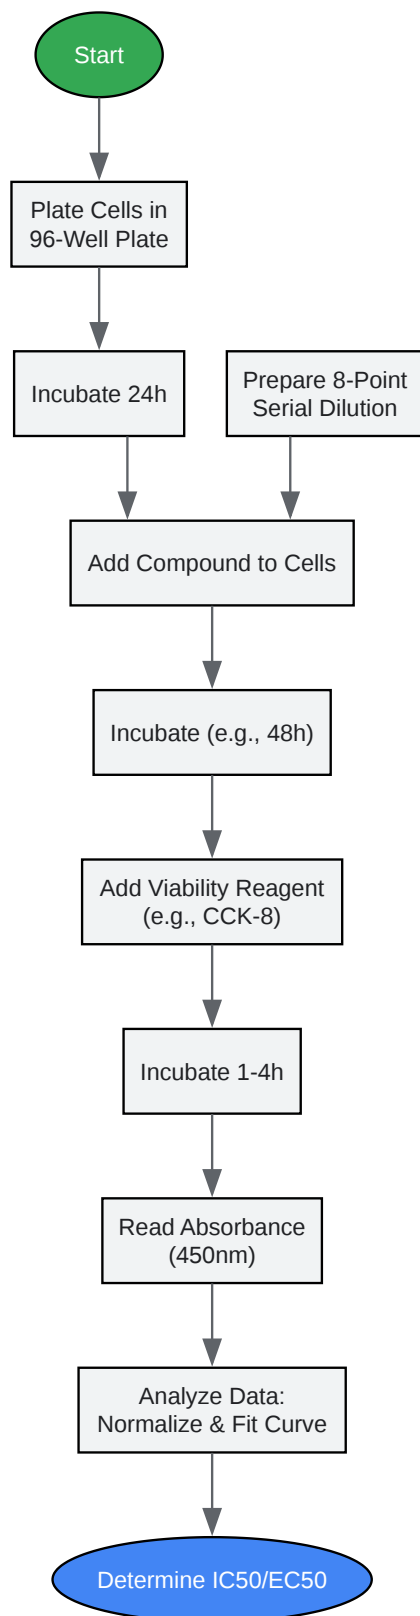 Start
Plate Cells in
96-Well Plate
Incubate 24h
Prepare 8-Point
Serial Dilution
Add Compound to Cells
Incubate (e.g., 48h)
Add Viability Reagent
(e.g., CCK-8)
Incubate 1-4h
Read Absorbance
(450nm)
Analyze Data:
Normalize & Fit Curve
Determine IC50/EC50